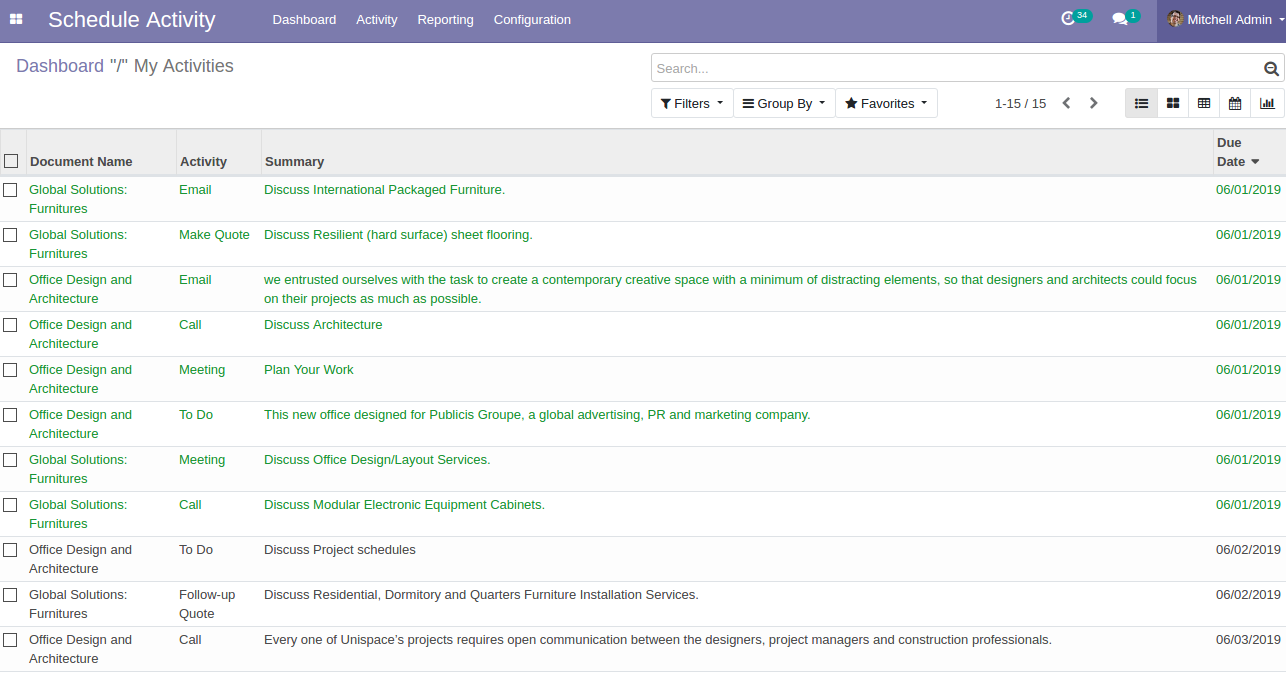 Schedule Activity Dashboard Activity Reporting Configuration 34 1 Mitchell Admin
Dashboard "/" My Activities
Search...
Filters Group By Favorites 1-15 / 15
Document Name Activity Summary Due Date
Global Solutions: Furnitures Email Discuss International Packaged Furniture. 06/01/2019
Global Solutions: Furnitures Make Quote Discuss Resilient (hard surface) sheet flooring. 06/01/2019
Office Design and Architecture Email we entrusted ourselves with the task to create a contemporary creative space with a minimum of distracting elements, so that designers and architects could focus on their projects as much as possible. 06/01/2019
Office Design and Architecture Call Discuss Architecture 06/01/2019
Office Design and Architecture Meeting Plan Your Work 06/01/2019
Office Design and Architecture To Do This new office designed for Publicis Groupe, a global advertising, PR and marketing company. 06/01/2019
Global Solutions: Furnitures Meeting Discuss Office Design/Layout Services. 06/01/2019
Global Solutions: Furnitures Call Discuss Modular Electronic Equipment Cabinets. 06/01/2019
Office Design and Architecture To Do Discuss Project schedules 06/02/2019
Global Solutions: Furnitures Follow-up Quote Discuss Residential, Dormitory and Quarters Furniture Installation Services. 06/02/2019
Office Design and Architecture Call Every one of Unispace's projects requires open communication between the designers, project managers and construction professionals. 06/03/2019